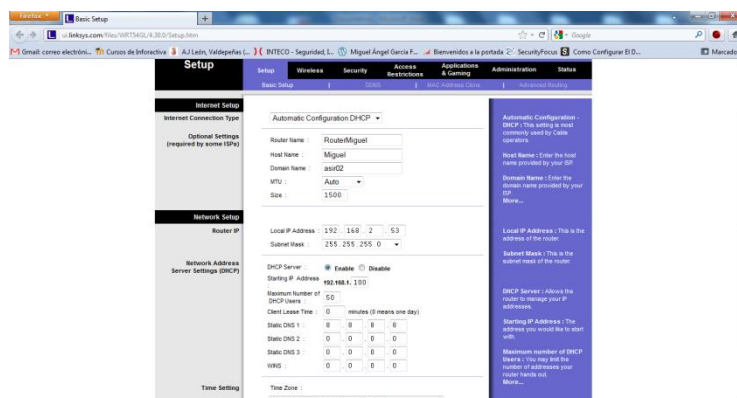 Firefox
Basic Setup
+
ui.linksys.com/files/WRT54GL/4.30.0/Setup.htm
Google
Gmail: correo electróni...
Cursos de Inforactiva
AJ León, Valdepeñas (...
INTECO - Seguridad, I...
Miguel Ángel García F...
Bienvenidos a la portada
SecurityFocus
Como Configurar El D...
Marcado
Setup
Setup
Wireless
Security
Access Restrictions
Applications & Gaming
Administration
Status
Basic Setup | DDNS | MAC Address Clone | Advanced Routing
Internet Setup
Internet Connection Type
Automatic Configuration DHCP
Optional Settings
(required by some ISPs)
Router Name : RouterMiguel
Host Name : Miguel
Domain Name : asir02
MTU : Auto
Size : 1500
Automatic Configuration -
DHCP : This setting is most
commonly used by Cable
operators.
Host Name : Enter the host
name provided by your ISP.
Domain Name : Enter the
domain name provided by your
ISP.
More...
Network Setup
Router IP
Local IP Address : 192 . 168 . 2 . 53
Subnet Mask : 255.255.255.0
Local IP Address : This is the
address of the router.
Subnet Mask : This is the
subnet mask of the router.
Network Address
Server Settings (DHCP)
DHCP Server : Enable Disable
Starting IP Address : 192.168.1. 100
Maximum Number of
DHCP Users : 50
Client Lease Time : 0 minutes (0 means one day)
Static DNS 1 : 8 . 8 . 8 . 8
Static DNS 2 : 0 . 0 . 0 . 0
Static DNS 3 : 0 . 0 . 0 . 0
WINS : 0 . 0 . 0 . 0
DHCP Server : Allows the
router to manage your IP
addresses.
Starting IP Address : The
address you would like to start
with.
Maximum number of DHCP
Users : You may limit the
number of addresses your
router hands out.
More...
Time Setting
Time Zone :